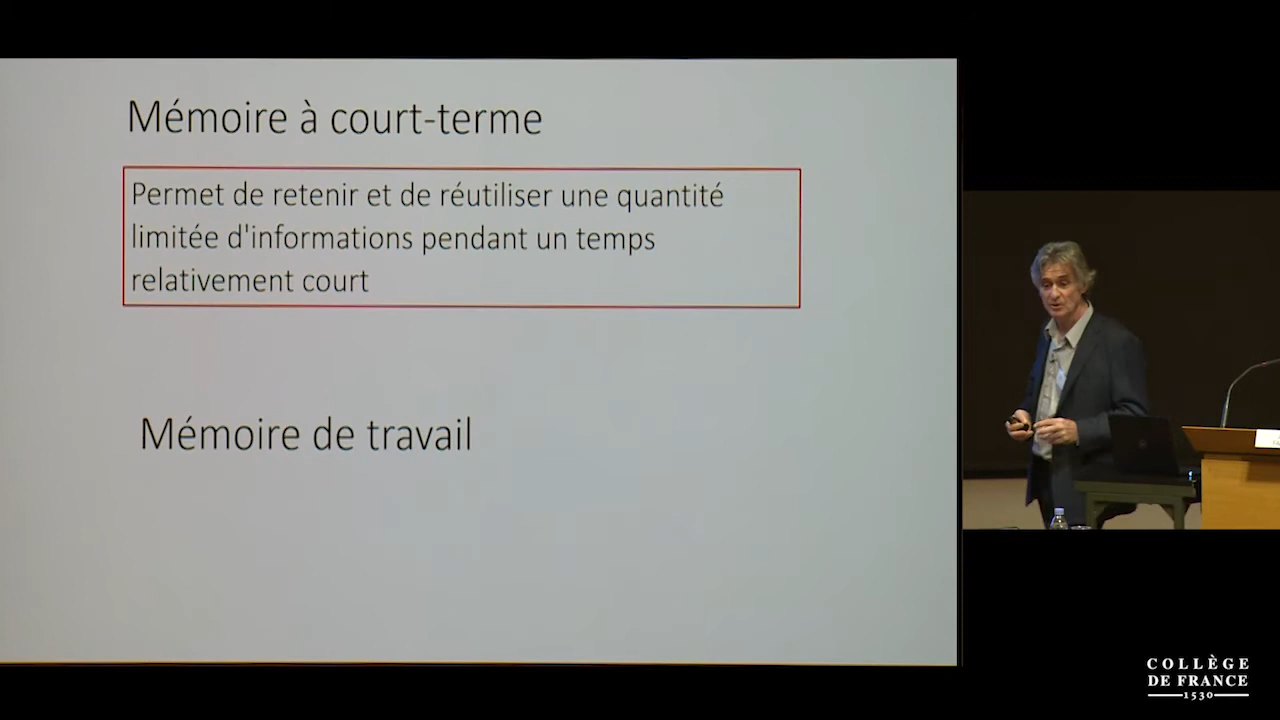 Mémoire à court-terme
Permet de retenir et de réutiliser une quantité
limitée d'informations pendant un temps
relativement court
Mémoire de travail
COLLÈGE
DE FRANCE
1530